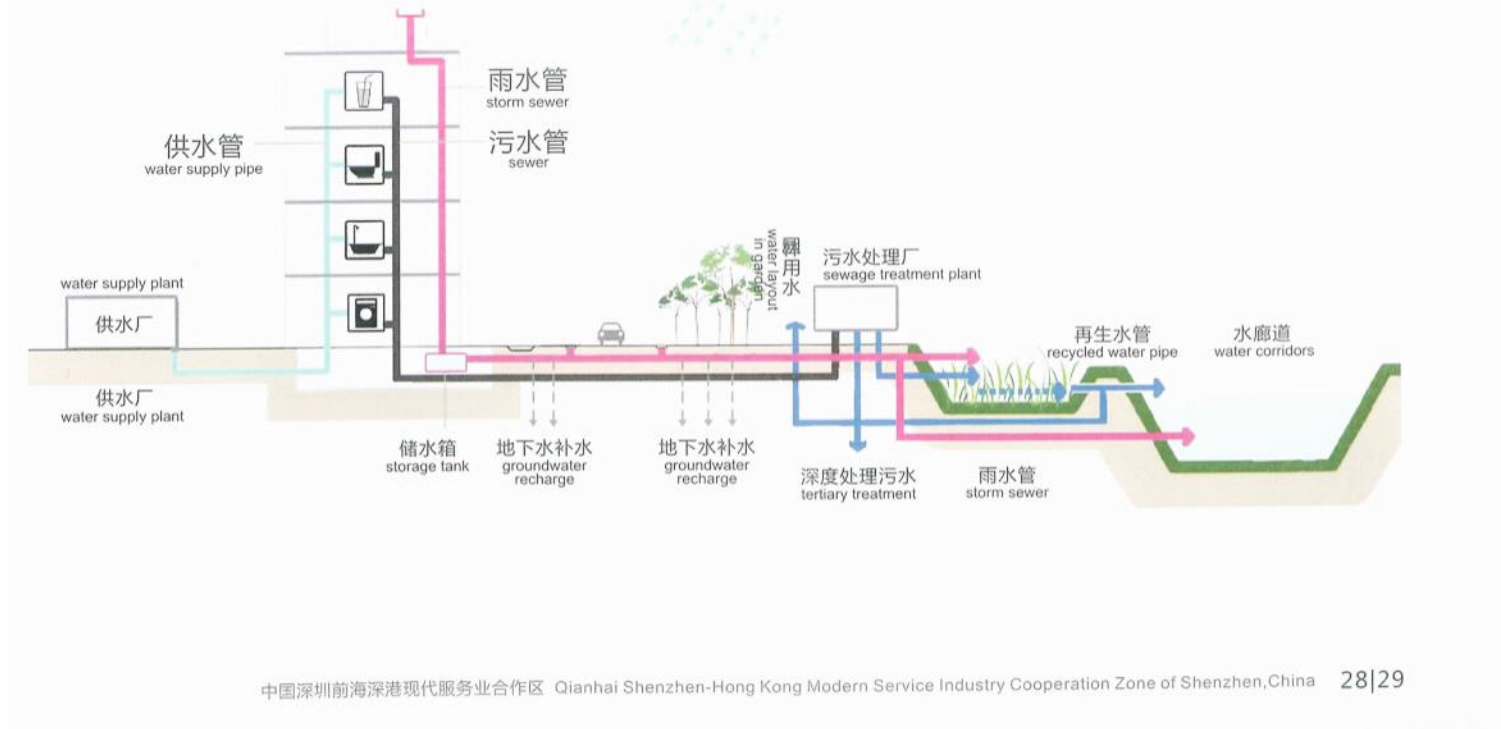 雨水管
storm sewer
供水管
water supply pipe
污水管
sewer
water supply plant
供水厂
供水厂
water supply plant
储水箱
storage tank
地下水补水
groundwater
recharge
地下水补水
groundwater
recharge
用水
water layout
in garden
污水处理厂
sewage treatment plant
深度处理污水
tertiary treatment
雨水管
storm sewer
再生水管
recycled water pipe
水廊道
water corridors
中国深圳前海深港现代服务业合作区 Qianhai Shenzhen-Hong Kong Modern Service Industry Cooperation Zone of Shenzhen,China 28|29